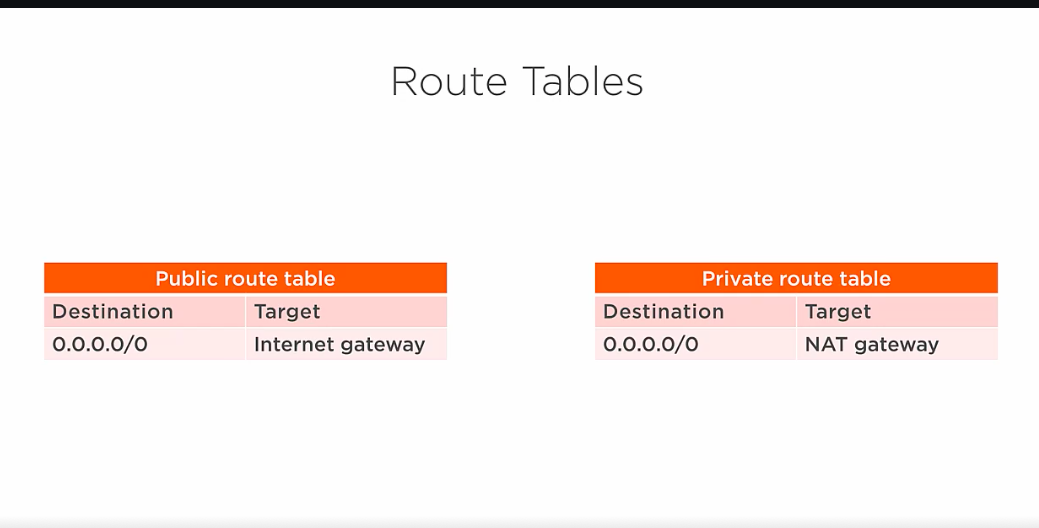 Route Tables
Public route table
Destination Target
0.0.0.0/0 Internet gateway
Private route table
Destination Target
0.0.0.0/0 NAT gateway